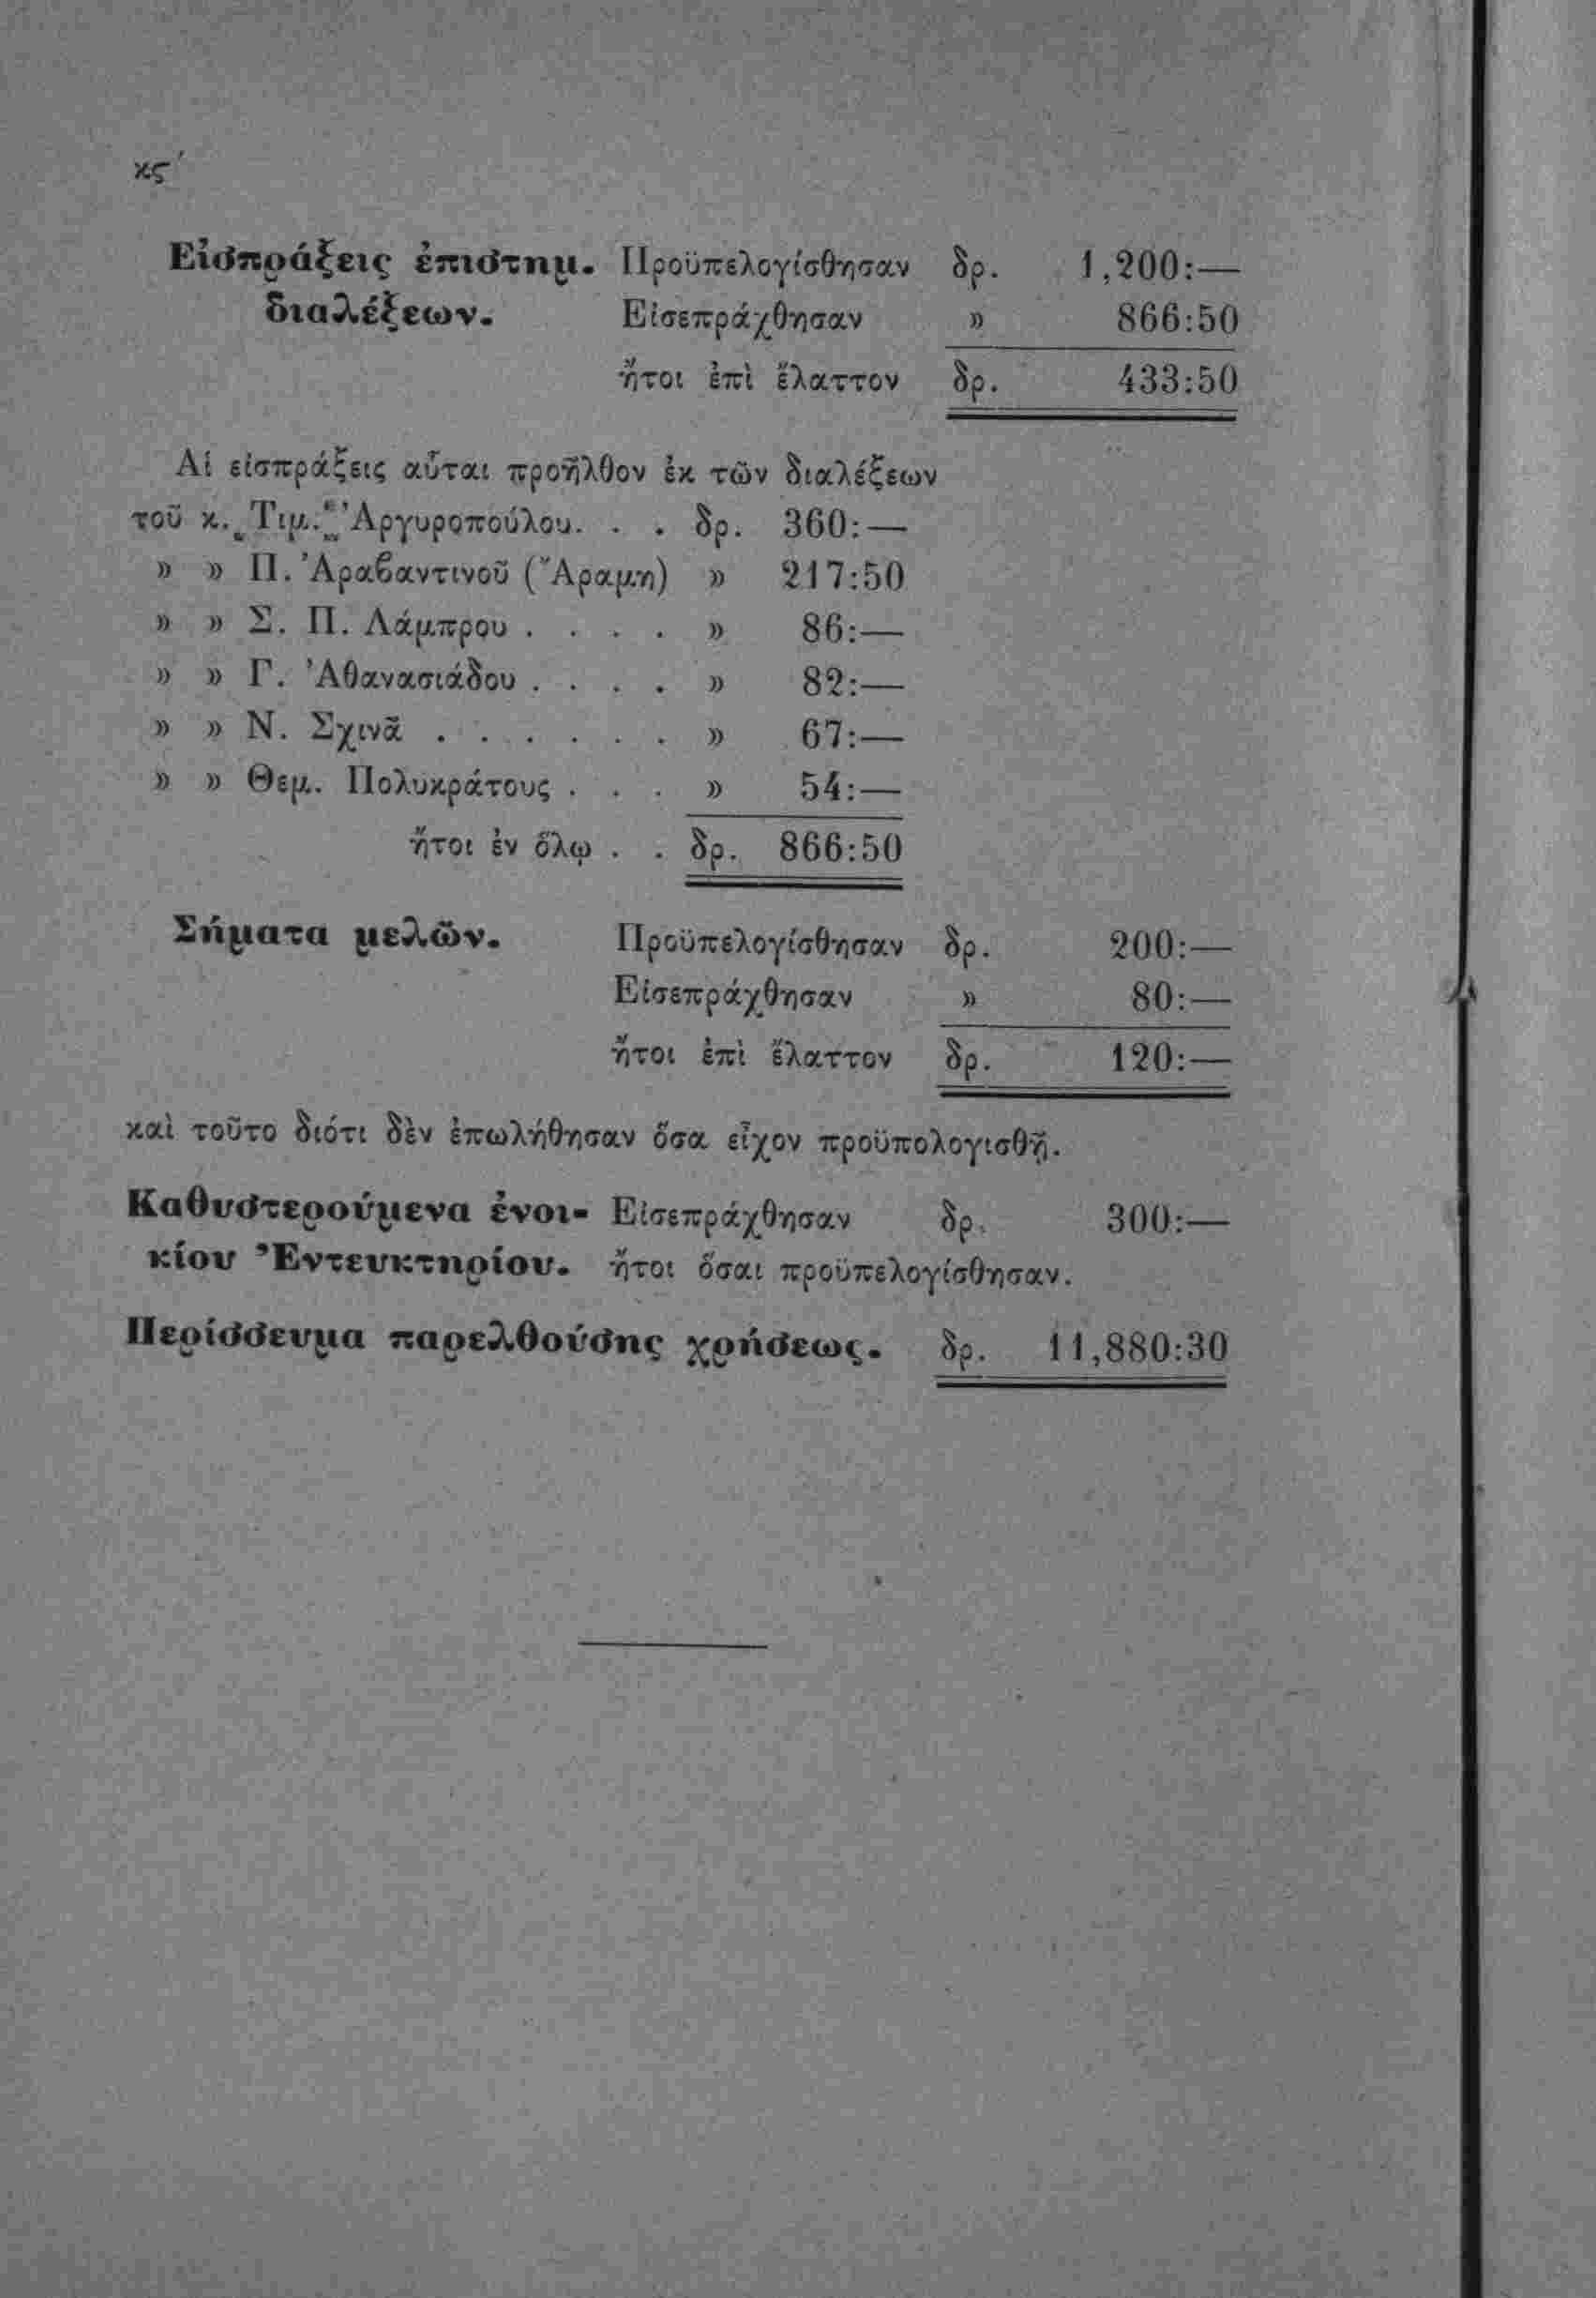 κς΄
Εἰσπράξεις ἐπιστημ. Προϋπελογίσθησαν δρ. 1,200:—
διαλέξεων. Εἰσεπράχθησαν » 866:50
ἤτοι ἐπὶ ἔλαττον δρ. 433:50
Αἱ εἰσπράξεις αὗται προῆλθον ἐκ τῶν διαλέξεων
τοῦ κ. Τιμ. Ἀργυροπούλου. . . δρ. 360:—
» » Π. Ἀραβαντινοῦ (Ἄραμη) » 217:50
» » Σ. Π. Λάμπρου . . . . » 86:—
» » Γ. Ἀθανασιάδου . . . . » 82:—
» » Ν. Σχινᾶ . . . . . . » 67:—
» » Θεμ. Πολυκράτους . . . » 54:—
ἤτοι ἐν ὅλῳ . . δρ. 866:50
Σήματα μελῶν. Προϋπελογίσθησαν δρ. 200:—
Εἰσεπράχθησαν » 80:—
ἤτοι ἐπὶ ἔλαττον δρ. 120:—
καὶ τοῦτο διότι δὲν ἐπωλήθησαν ὅσα εἶχον προϋπολογισθῆ.
Καθυστερούμενα ἐνοι- Εἰσεπράχθησαν δρ. 300:—
κίου Ἐντευκτηρίου. ἤτοι ὅσαι προϋπελογίσθησαν.
Περίσσευμα παρελθούσης χρήσεως. δρ. 11,880:30